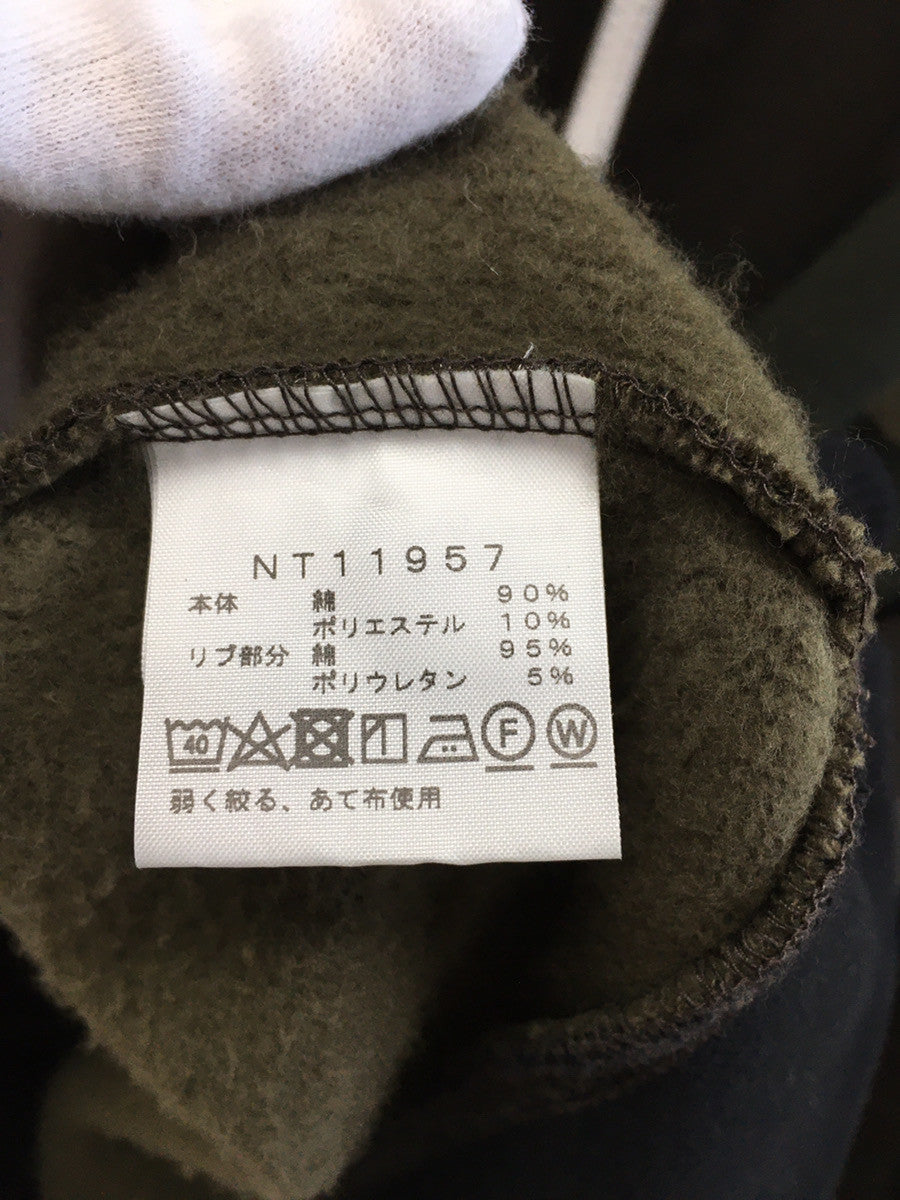 NT11957
本体 綿 90%
ポリエステル 10%
リブ部分 綿 95%
ポリウレタン 5%
40 F W
弱く絞る、あて布使用